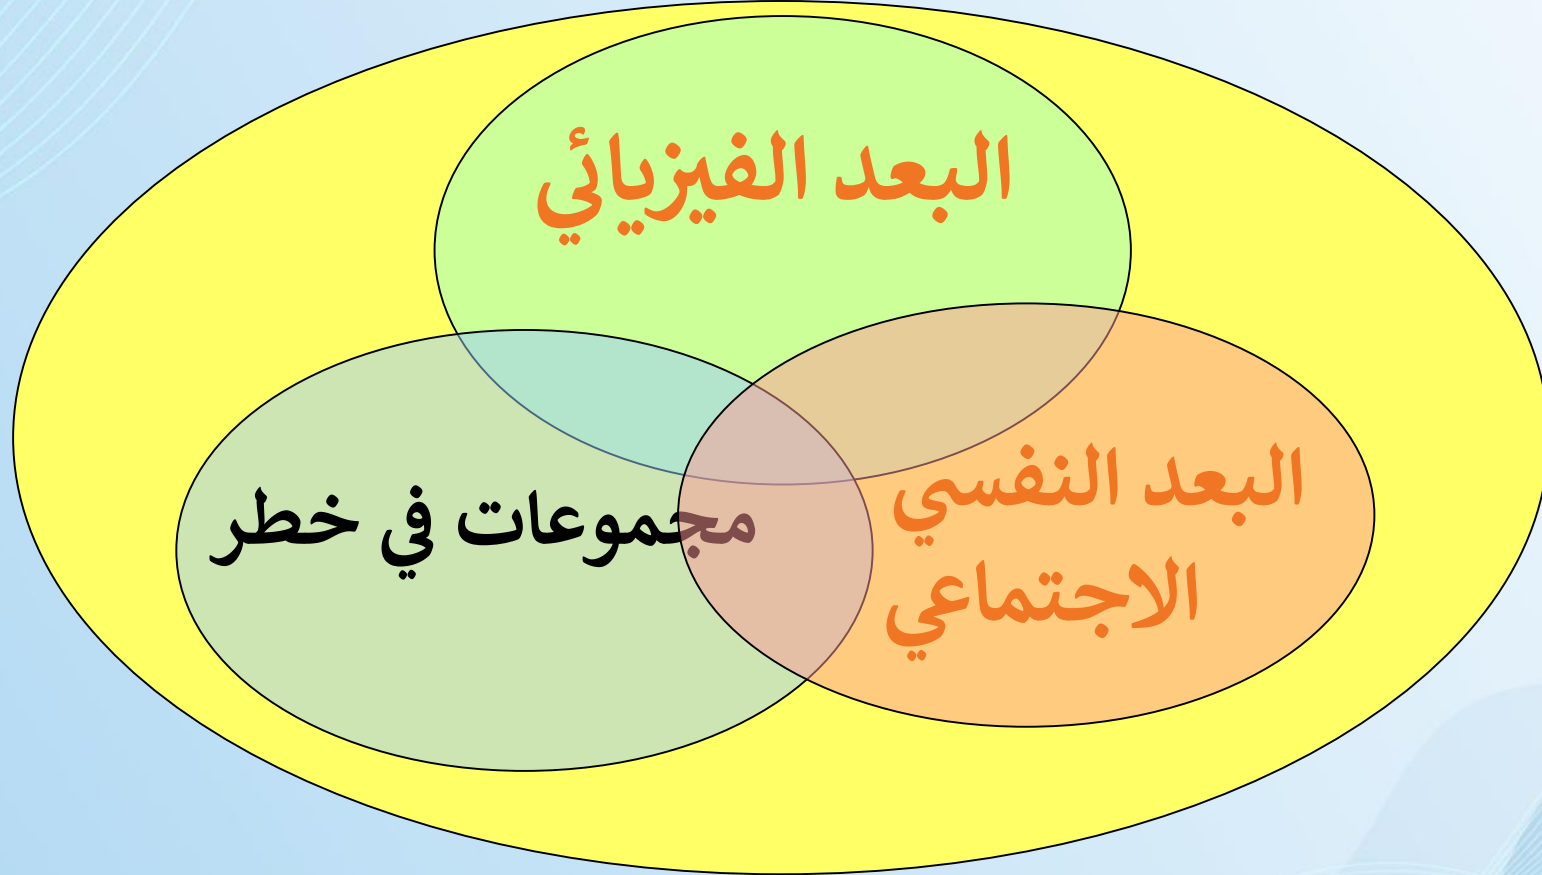 البعد الفيزيائي
البعد النفسي
الاجتماعي
مجموعات في خطر